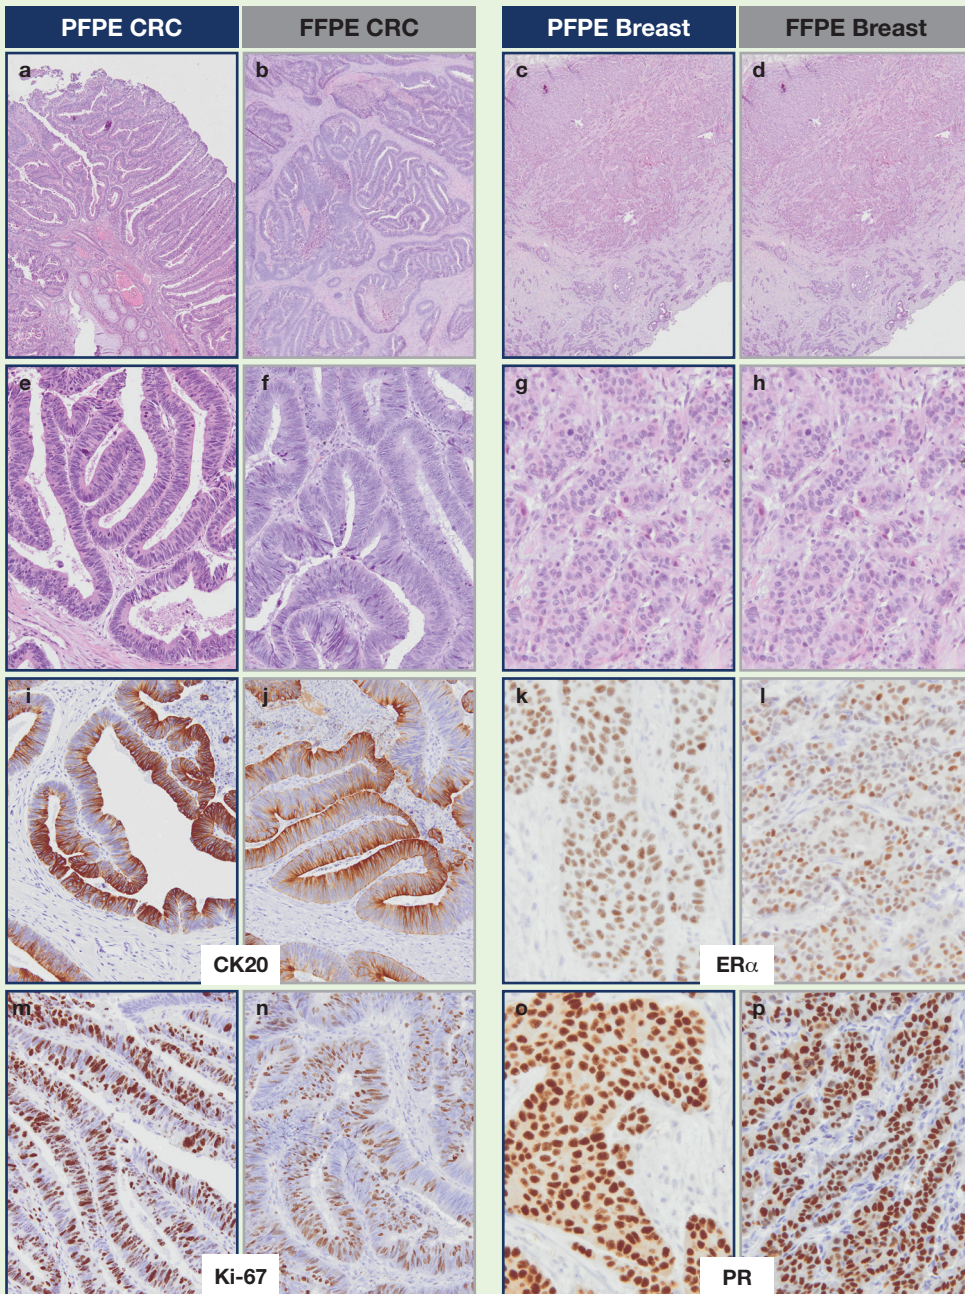 PFPE CRC FFPE CRC PFPE Breast FFPE Breast
a b c d
e f g h
i j k l
CK20 ERα
m n o p
Ki-67 PR